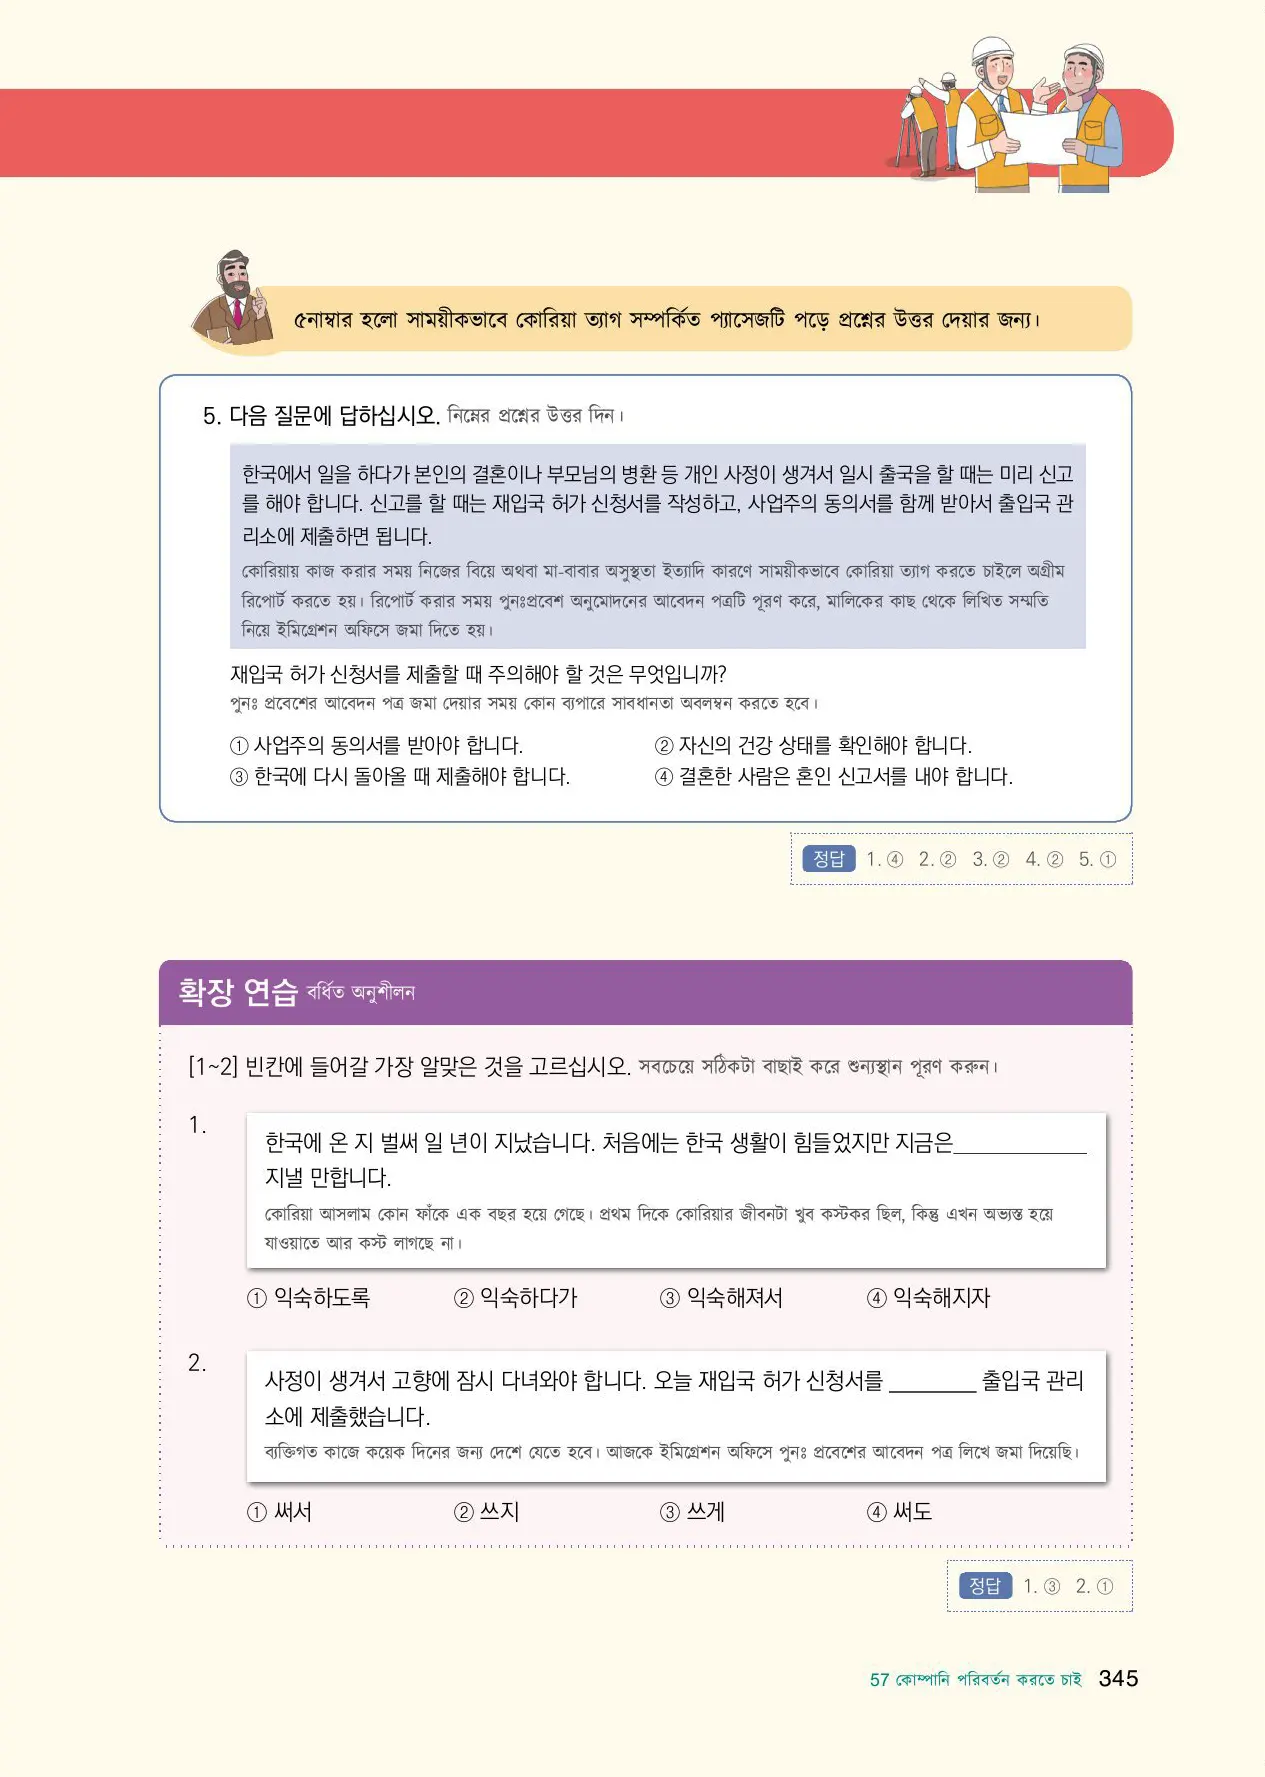 ৫নাম্বার হলো সাময়ীকভাবে কোরিয়া ত্যাগ সম্পর্কিত প্যাসেজটি পড়ে প্রশ্নের উত্তর দেয়ার জন্য।
5. 다음 질문에 답하십시오. নিম্নের প্রশ্নের উত্তর দিন।
한국에서 일을 하다가 본인의 결혼이나 부모님의 병환 등 개인 사정이 생겨서 일시 출국을 할 때는 미리 신고
를 해야 합니다. 신고를 할 때는 재입국 허가 신청서를 작성하고, 사업주의 동의서를 함께 받아서 출입국 관
리소에 제출하면 됩니다.
কোরিয়ায় কাজ করার সময় নিজের বিয়ে অথবা মা-বাবার অসুস্থতা ইত্যাদি কারণে সাময়ীকভাবে কোরিয়া ত্যাগ করতে চাইলে অগ্রীম
রিপোর্ট করতে হয়। রিপোর্ট করার সময় পুনঃপ্রবেশ অনুমোদনের আবেদন পত্রটি পূরণ করে, মালিকের কাছ থেকে লিখিত সম্মতি
নিয়ে ইমিগ্রেশন অফিসে জমা দিতে হয়।
재입국 허가 신청서를 제출할 때 주의해야 할 것은 무엇입니까?
পুনঃ প্রবেশের আবেদন পত্র জমা দেয়ার সময় কোন ব্যপারে সাবধানতা অবলম্বন করতে হবে।
① 사업주의 동의서를 받아야 합니다. ② 자신의 건강 상태를 확인해야 합니다.
③ 한국에 다시 돌아올 때 제출해야 합니다. ④ 결혼한 사람은 혼인 신고서를 내야 합니다.
정답 1. ④ 2. ② 3. ② 4. ② 5. ①
확장 연습 বর্ধিত অনুশীলন
[1~2] 빈칸에 들어갈 가장 알맞은 것을 고르십시오. সবচেয়ে সঠিকটা বাছাই করে শুন্যস্থান পূরণ করুন।
1.
한국에 온 지 벌써 일 년이 지났습니다. 처음에는 한국 생활이 힘들었지만 지금은____________
지낼 만합니다.
কোরিয়া আসলাম কোন ফাঁকে এক বছর হয়ে গেছে। প্রথম দিকে কোরিয়ার জীবনটা খুব কস্টকর ছিল, কিন্তু এখন অভ্যস্ত হয়ে
যাওয়াতে আর কস্ট লাগছে না।
① 익숙하도록 ② 익숙하다가 ③ 익숙해져서 ④ 익숙해지자
2.
사정이 생겨서 고향에 잠시 다녀와야 합니다. 오늘 재입국 허가 신청서를 ________ 출입국 관리
소에 제출했습니다.
ব্যক্তিগত কাজে কয়েক দিনের জন্য দেশে যেতে হবে। আজকে ইমিগ্রেশন অফিসে পুনঃ প্রবেশের আবেদন পত্র লিখে জমা দিয়েছি।
① 써서 ② 쓰지 ③ 쓰게 ④ 써도
정답 1. ③ 2. ①
57 কোম্পানি পরিবর্তন করতে চাই 345